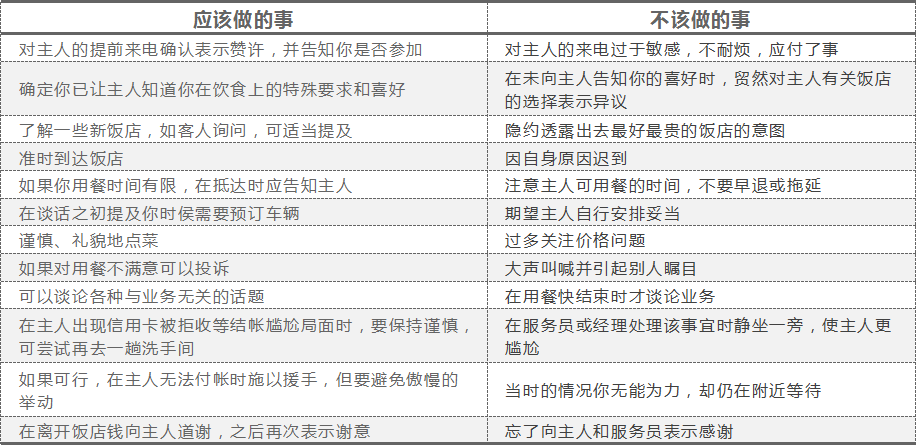 应该做的事 不该做的事
对主人的提前来电确认表示赞许，并告知你是否参加 对主人的来电过于敏感，不耐烦，应付了事
确定你已让主人知道你在饮食上的特殊要求和喜好 在未向主人告知你的喜好时，贸然对主人有关饭店
的选择表示异议
了解一些新饭店，如客人询问，可适当提及 隐约透露出去最好最贵的饭店的意图
准时到达饭店 因自身原因迟到
如果你用餐时间有限，在抵达时应告知主人 注意主人可用餐的时间，不要早退或拖延
在谈话之初提及你时侯需要预订车辆 期望主人自行安排妥当
谨慎、礼貌地点菜 过多关注价格问题
如果对用餐不满意可以投诉 大声叫喊并引起别人瞩目
可以谈论各种与业务无关的话题 在用餐快结束时才谈论业务
在主人出现信用卡被拒收等结帐尴尬局面时，要保持谨慎，
可尝试再去一趟洗手间
在服务员或经理处理该事宜时静坐一旁，使主人更
尴尬
如果可行，在主人无法付帐时施以援手，但要避免傲慢的
举动
当时的情况你无能为力，却仍在附近等待
在离开饭店钱向主人道谢，之后再次表示谢意 忘了向主人和服务员表示感谢